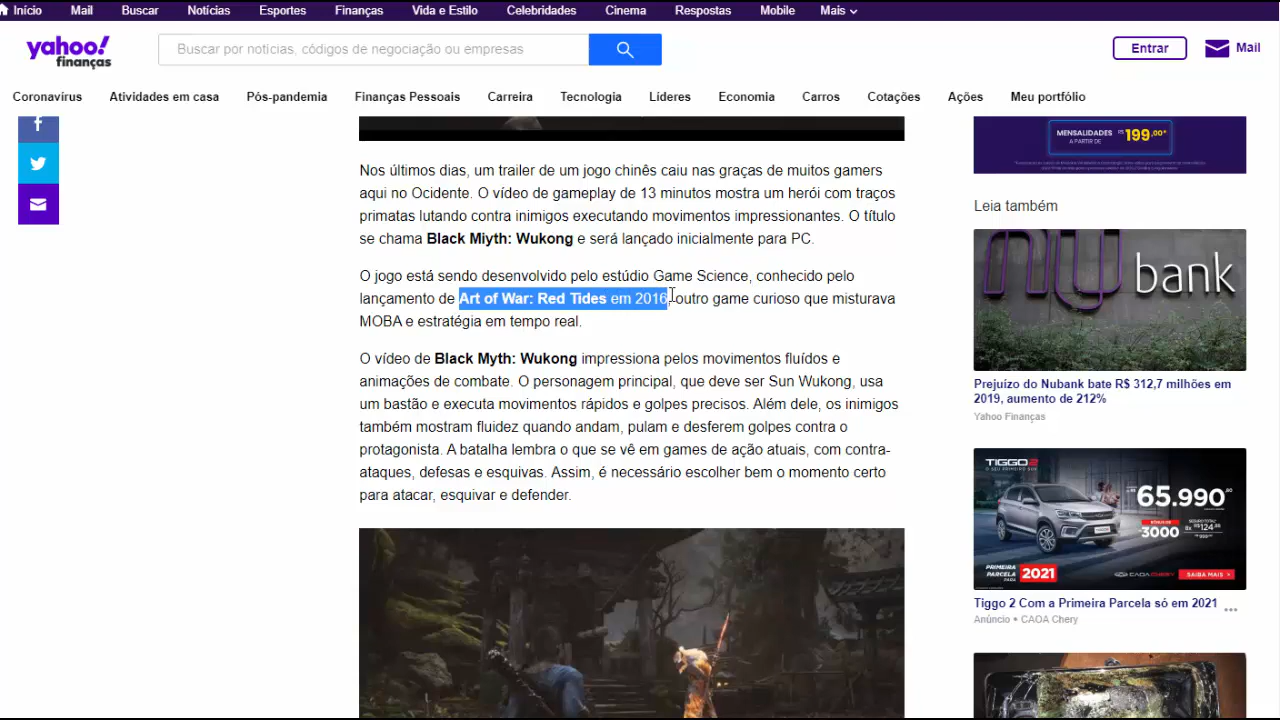 Início Mail Buscar Notícias Esportes Finanças Vida e Estilo Celebridades Cinema Respostas Mobile Mais
yahoo!
finanças
Buscar por notícias, códigos de negociação ou empresas
Entrar
Mail
Coronavírus Atividades em casa Pós-pandemia Finanças Pessoais Carreira Tecnologia Líderes Economia Carros Cotações Ações Meu portfólio
Nos últimos dias um trailer de um jogo chinês caiu nas graças de muitos gamers
aqui no Ocidente. O vídeo de gameplay de 13 minutos mostra um herói com traços
primatas lutando contra inimigos executando movimentos impressionantes. O título
se chama Black Miyth: Wukong e será lançado inicialmente para PC.
O jogo está sendo desenvolvido pelo estúdio Game Science, conhecido pelo
lançamento de Art of War: Red Tides em 2016, outro game curioso que misturava
MOBA e estratégia em tempo real.
O vídeo de Black Myth: Wukong impressiona pelos movimentos fluídos e
animações de combate. O personagem principal, que deve ser Sun Wukong, usa
um bastão e executa movimentos rápidos e golpes precisos. Além dele, os inimigos
também mostram fluidez quando andam, pulam e desferem golpes contra o
protagonista. A batalha lembra o que se vê em games de ação atuais, com contra-
ataques, defesas e esquivas. Assim, é necessário escolher bem o momento certo
para atacar, esquivar e defender.
MENSALIDADES
A PARTIR DE
R$ 199,00*
Leia também
nu bank
Prejuízo do Nubank bate R$ 312,7 milhões em
2019, aumento de 212%
Yahoo Finanças
TIGGO 2
65.990
BÔNUS DE
3000
PRIMEIRA
PARCELA
PARA 2021
CAOA CHERY
SAIBA MAIS >
Tiggo 2 Com a Primeira Parcela só em 2021
Anúncio • CAOA Chery